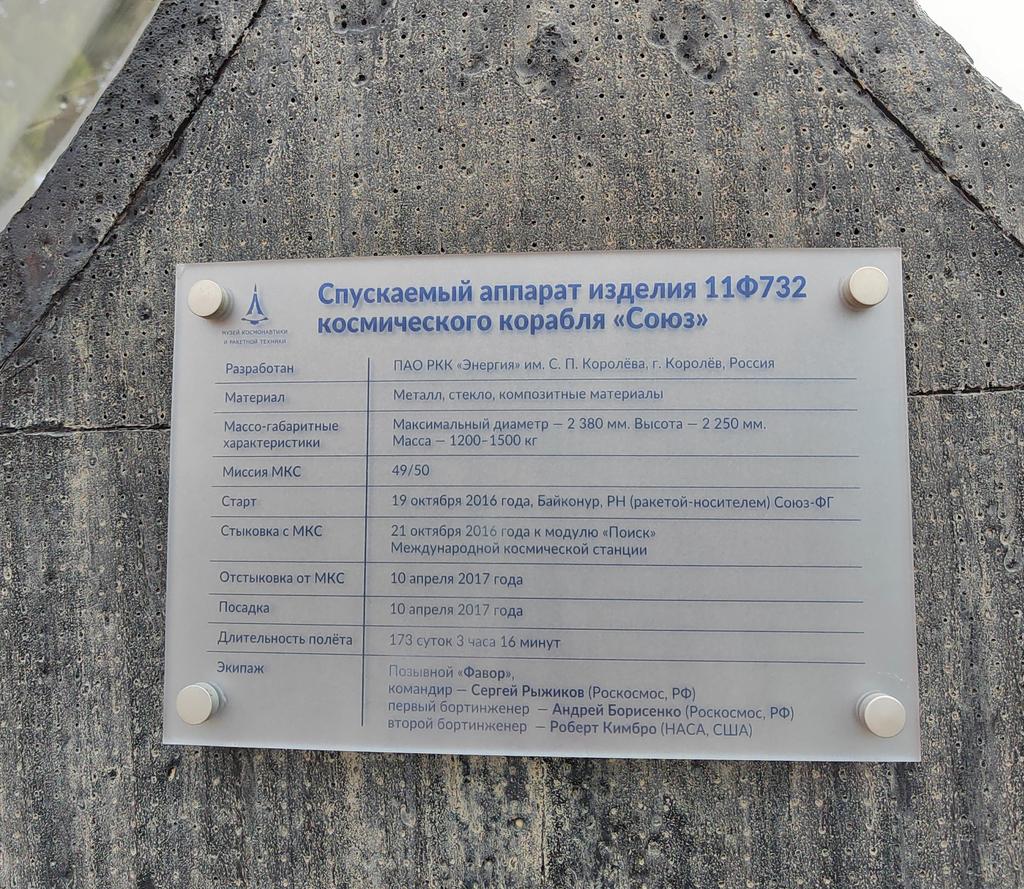 Спускаемый аппарат изделия 11Ф732
космического корабля «Союз»
МУЗЕЙ КОСМОНАВТИКИ
И РАКЕТНОЙ ТЕХНИКИ
Разработан ПАО РКК «Энергия» им. С. П. Королёва, г. Королёв, Россия
Материал Металл, стекло, композитные материалы
Массо-габаритные Максимальный диаметр – 2 380 мм. Высота – 2 250 мм.
характеристики Масса – 1200–1500 кг
Миссия МКС 49/50
Старт 19 октября 2016 года, Байконур, РН (ракетой-носителем) Союз-ФГ
Стыковка с МКС 21 октября 2016 года к модулю «Поиск»
Международной космической станции
Отстыковка от МКС 10 апреля 2017 года
Посадка 10 апреля 2017 года
Длительность полёта 173 суток 3 часа 16 минут
Экипаж Позывной «Фавор»,
командир – Сергей Рыжиков (Роскосмос, РФ)
первый бортинженер – Андрей Борисенко (Роскосмос, РФ)
второй бортинженер – Роберт Кимбро (НАСА, США)